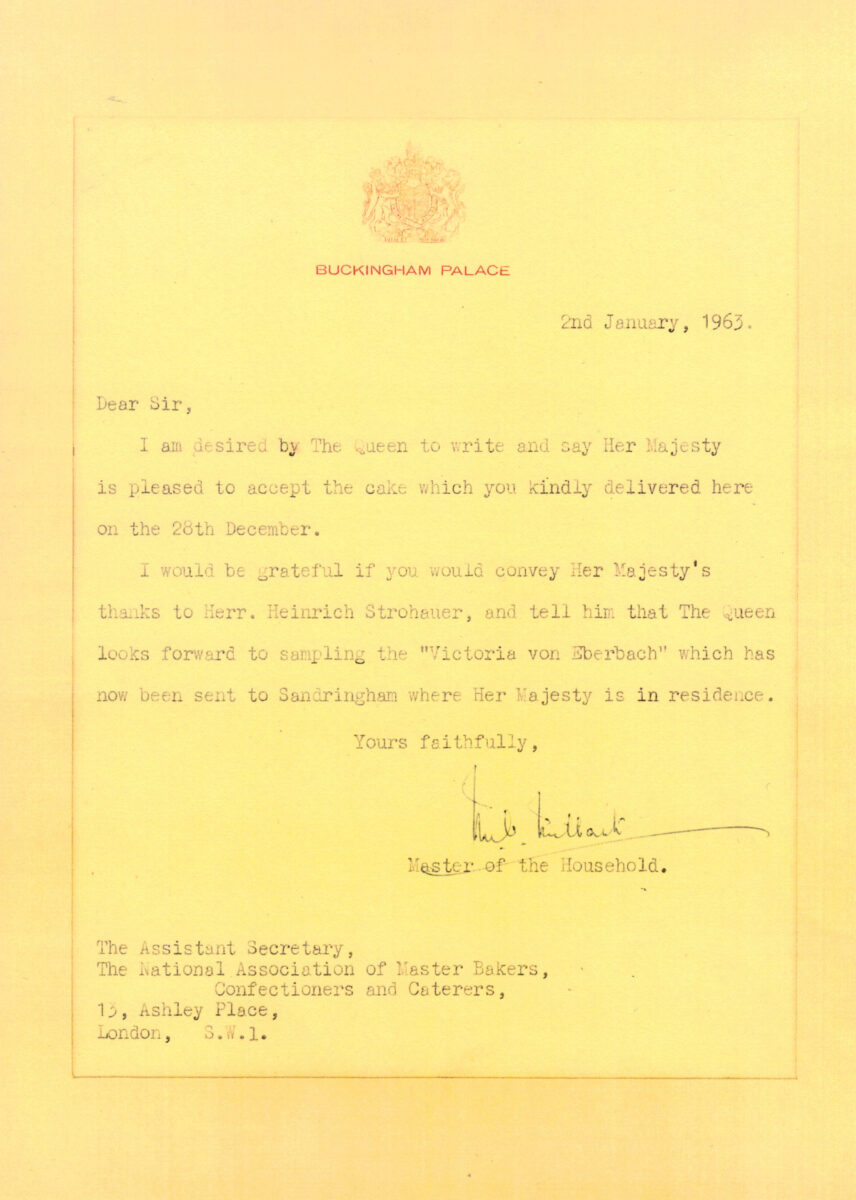 BUCKINGHAM PALACE
2nd January, 1963.
Dear Sir,
I am desired by The Queen to write and say Her Majesty
is pleased to accept the cake which you kindly delivered here
on the 28th December.
I would be grateful if you would convey Her Majesty's
thanks to Herr. Heinrich Strohauer, and tell him that The Queen
looks forward to sampling the "Victoria von Eberbach" which has
now been sent to Sandringham where Her Majesty is in residence.
Yours faithfully,
Master of the Household.
The Assistant Secretary,
The National Association of Master Bakers,
Confectioners and Caterers,
13, Ashley Place,
London, S.W.1.